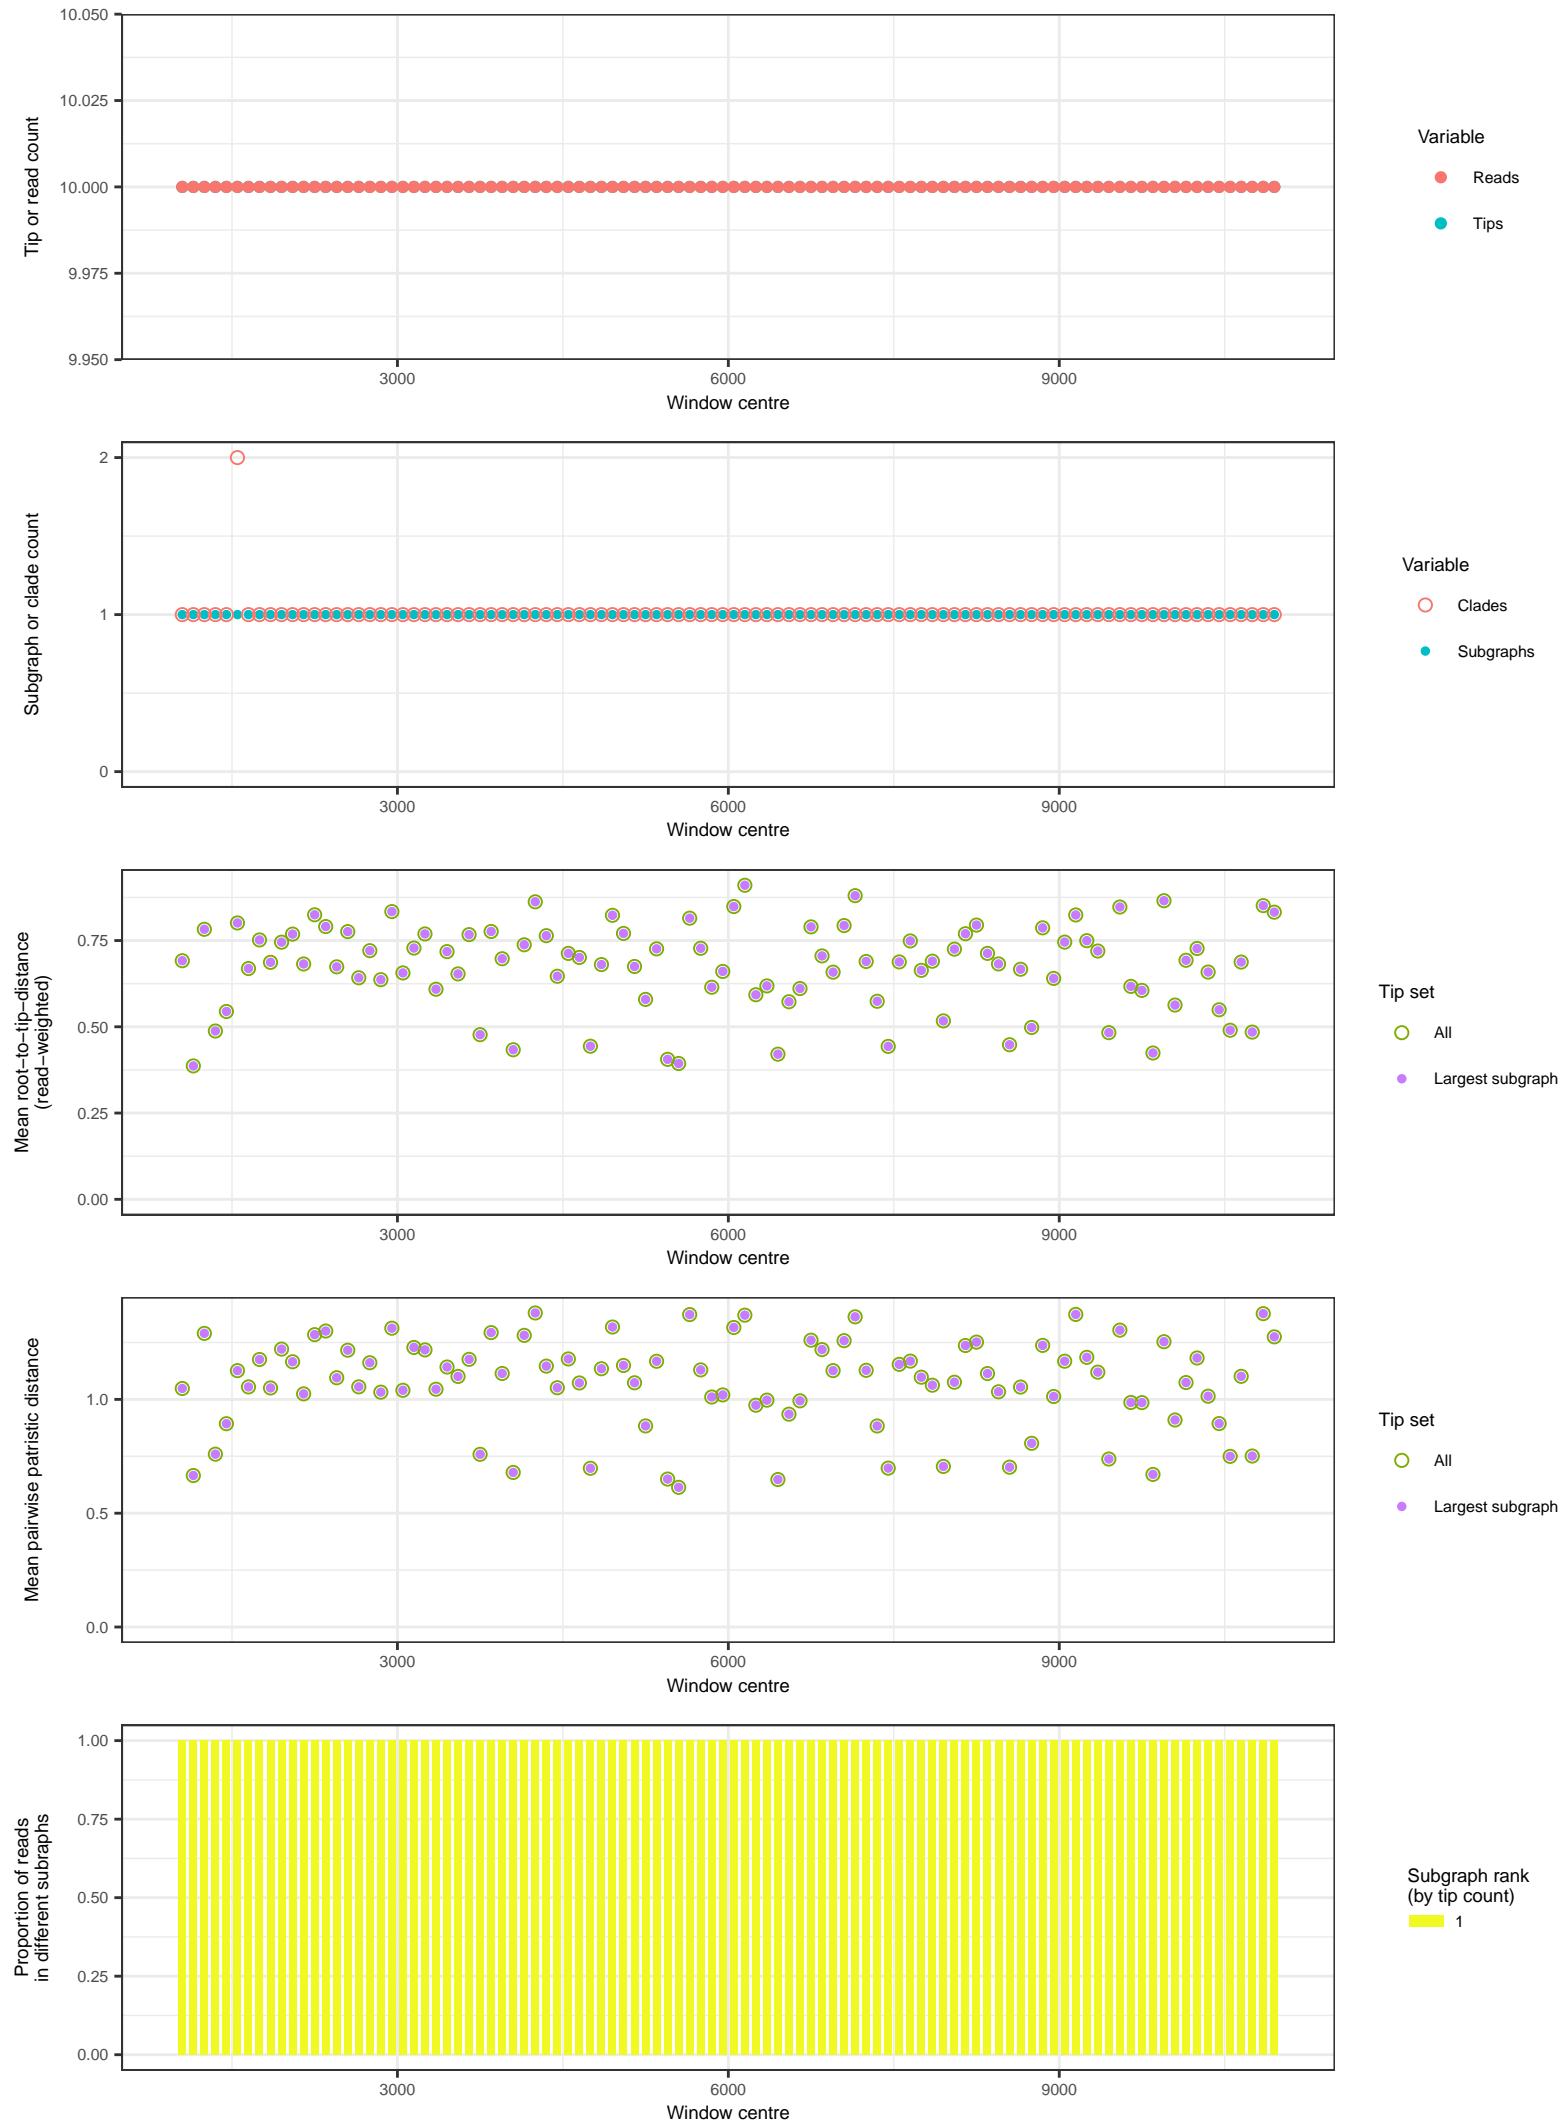 10.050
10.025
10.000
9.975
9.950
Tip or read count
3000 6000 9000
Window centre
Variable
Reads
Tips
2
1
0
Subgraph or clade count
3000 6000 9000
Window centre
Variable
Clades
Subgraphs
0.75
0.50
0.25
0.00
Mean root−to−tip−distance
(read−weighted)
3000 6000 9000
Window centre
Tip set
All
Largest subgraph
1.0
0.5
0.0
Mean pairwise patristic distance
3000 6000 9000
Window centre
Tip set
All
Largest subgraph
1.00
0.75
0.50
0.25
0.00
Proportion of reads
in different subraphs
3000 6000 9000
Window centre
Subgraph rank
(by tip count)
1